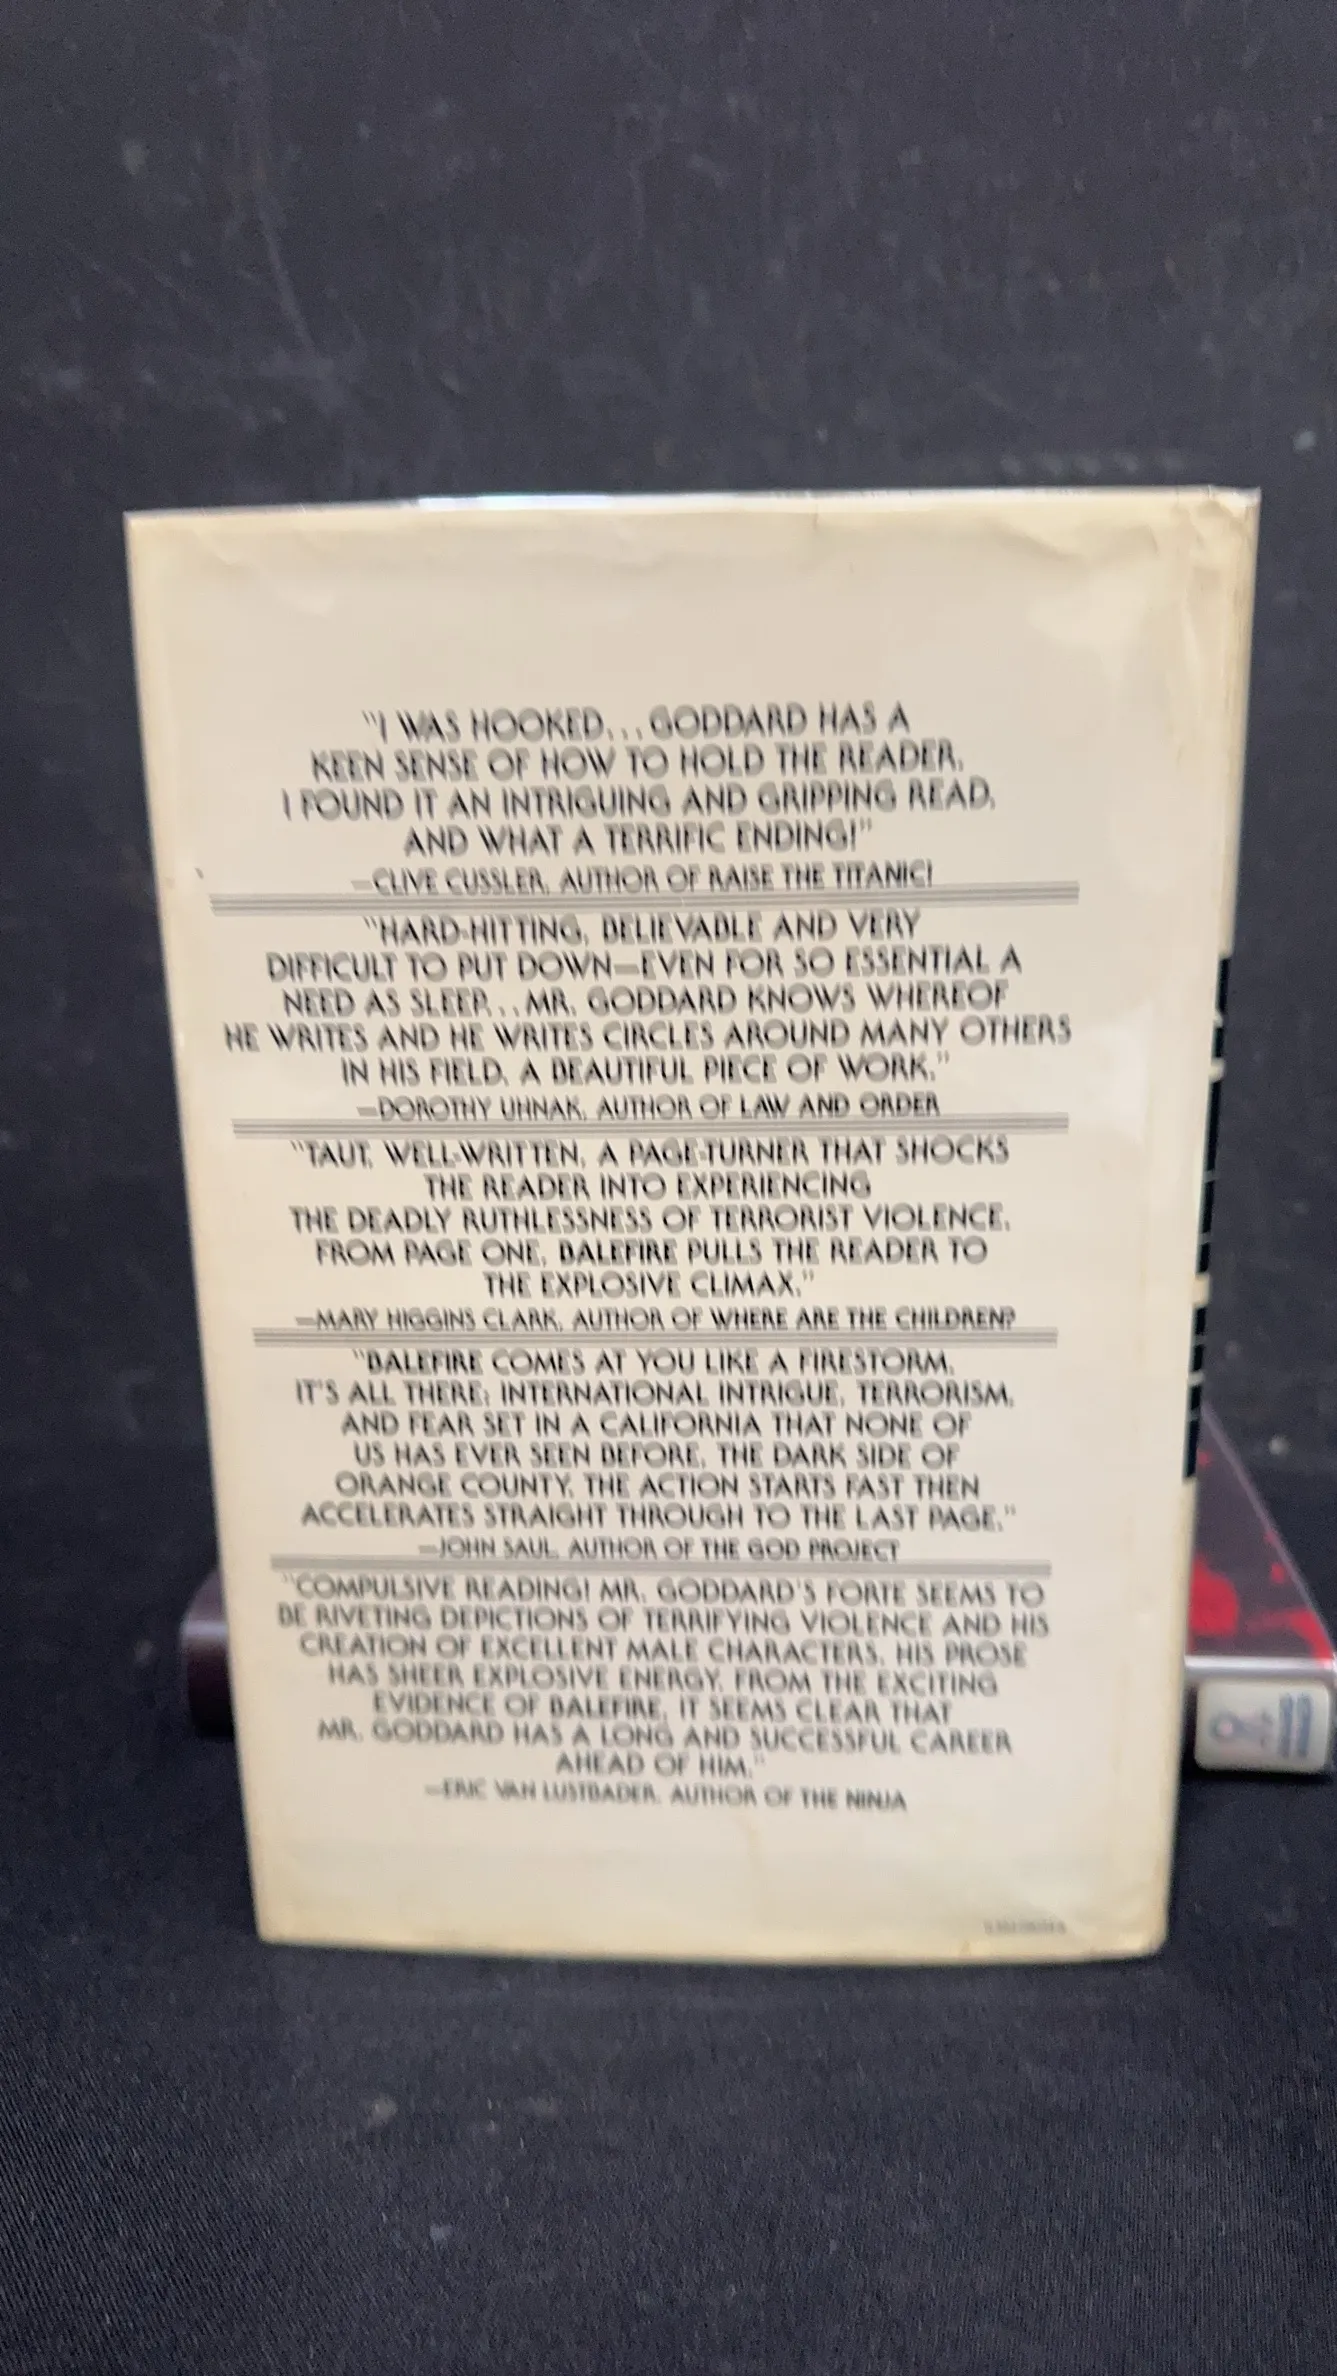 "I WAS HOOKED...GODDARD HAS A
KEEN SENSE OF HOW TO HOLD THE READER.
I FOUND IT AN INTRIGUING AND GRIPPING READ,
AND WHAT A TERRIFIC ENDING!"
—CLIVE CUSSLER, AUTHOR OF RAISE THE TITANIC!
"HARD-HITTING, BELIEVABLE AND VERY
DIFFICULT TO PUT DOWN—EVEN FOR SO ESSENTIAL A
NEED AS SLEEP...MR. GODDARD KNOWS WHEREOF
HE WRITES AND HE WRITES CIRCLES AROUND MANY OTHERS
IN HIS FIELD. A BEAUTIFUL PIECE OF WORK."
—DOROTHY UHNAK, AUTHOR OF LAW AND ORDER
"TAUT, WELL-WRITTEN, A PAGE-TURNER THAT SHOCKS
THE READER INTO EXPERIENCING
THE DEADLY RUTHLESSNESS OF TERRORIST VIOLENCE.
FROM PAGE ONE, BALEFIRE PULLS THE READER TO
THE EXPLOSIVE CLIMAX."
—MARY HIGGINS CLARK, AUTHOR OF WHERE ARE THE CHILDREN?
"BALEFIRE COMES AT YOU LIKE A FIRESTORM.
IT'S ALL THERE: INTERNATIONAL INTRIGUE, TERRORISM,
AND FEAR SET IN A CALIFORNIA THAT NONE OF
US HAS EVER SEEN BEFORE, THE DARK SIDE OF
ORANGE COUNTY. THE ACTION STARTS FAST THEN
ACCELERATES STRAIGHT THROUGH TO THE LAST PAGE."
—JOHN SAUL, AUTHOR OF THE GOD PROJECT
"COMPULSIVE READING! MR. GODDARD'S FORTE SEEMS TO
BE RIVETING DEPICTIONS OF TERRIFYING VIOLENCE AND HIS
CREATION OF EXCELLENT MALE CHARACTERS. HIS PROSE
HAS SHEER EXPLOSIVE ENERGY. FROM THE EXCITING
EVIDENCE OF BALEFIRE, IT SEEMS CLEAR THAT
MR. GODDARD HAS A LONG AND SUCCESSFUL CAREER
AHEAD OF HIM."
—ERIC VAN LUSTBADER, AUTHOR OF THE NINJA